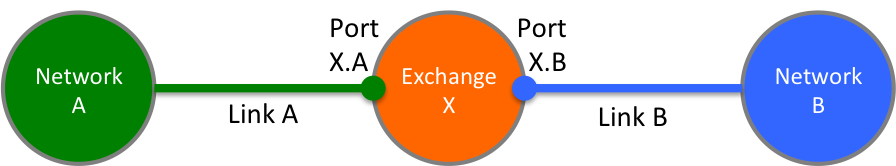 Network
A
Link A
Port
X.A
Exchange
X
Port
X.B
Link B
Network
B